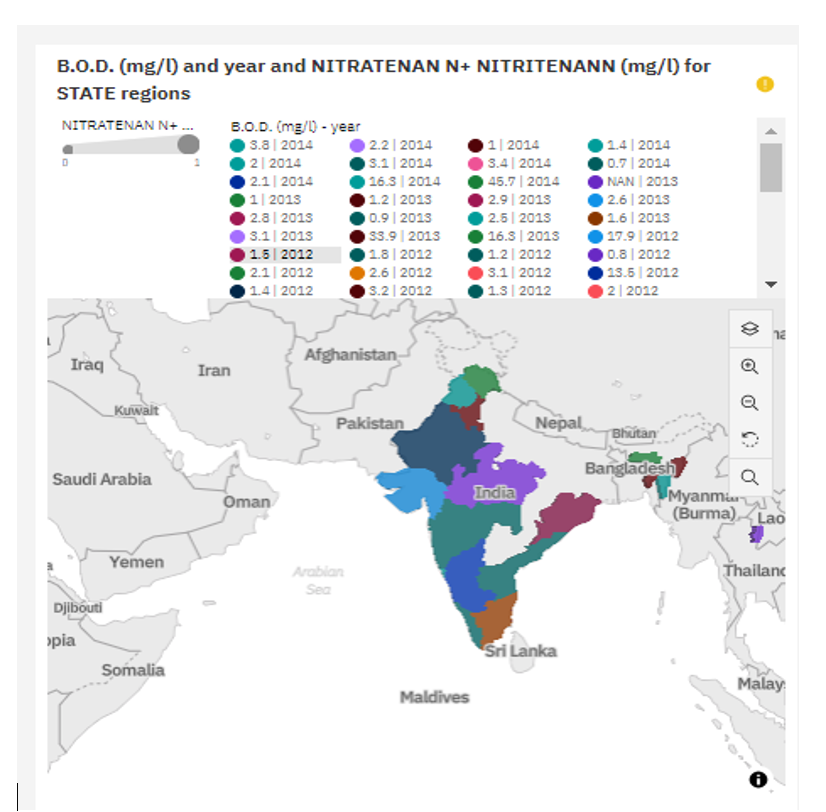 B.O.D. (mg/l) and year and NITRATENAN N+ NITRITENANN (mg/l) for
STATE regions
NITRATENAN N+ ...
0 1
B.O.D. (mg/l) - year
3.8 | 2014 2.2 | 2014 1 | 2014 1.4 | 2014
2 | 2014 3.1 | 2014 3.4 | 2014 0.7 | 2014
2.1 | 2014 16.3 | 2014 45.7 | 2014 NAN | 2013
1 | 2013 1.2 | 2013 2.9 | 2013 2.6 | 2013
2.8 | 2013 0.9 | 2013 2.5 | 2013 1.6 | 2013
3.1 | 2013 33.9 | 2013 16.3 | 2013 17.9 | 2012
1.5 | 2012 1.8 | 2012 1.2 | 2012 0.8 | 2012
2.1 | 2012 2.6 | 2012 3.1 | 2012 13.5 | 2012
1.4 | 2012 3.2 | 2012 1.3 | 2012 2 | 2012
Afghanistan
Iraq
Iran
Kuwait
Pakistan
Nepal
Bhutan
Bangladesh
Saudi Arabia
India
Oman
Myanmar
(Burma)
Lao
Yemen
Arabian
Sea
Thailand
Djibouti
opia
Sri Lanka
Somalia
Maldives
Malay